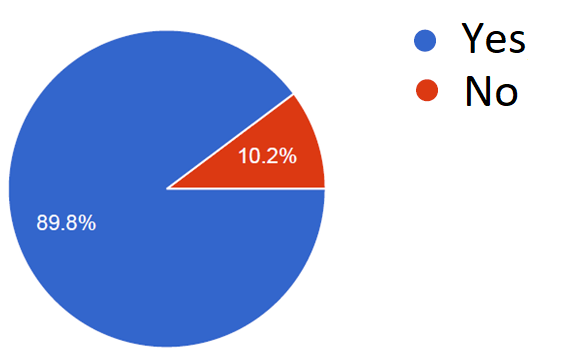 Yes
No
10.2%
89.8%